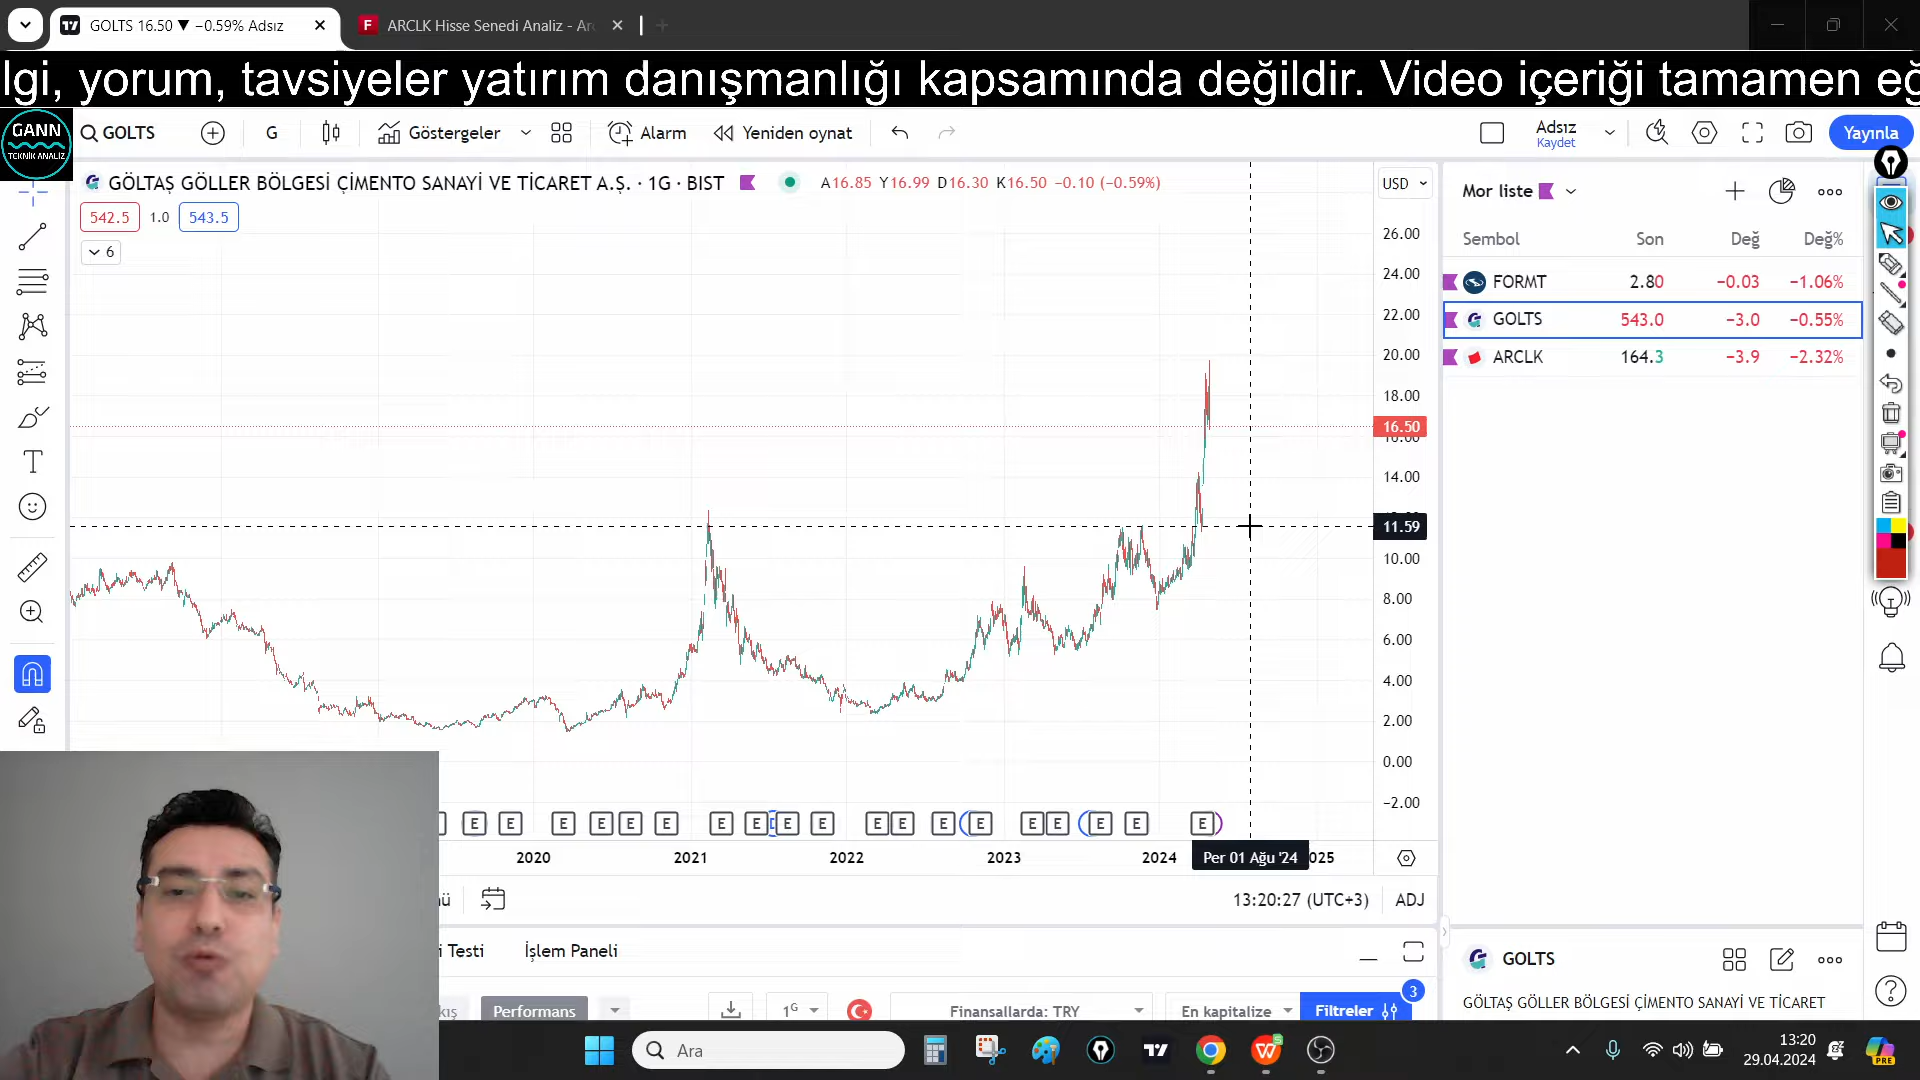 GOLTS 16.50 ▼ −0.59% Adsız
ARCLK Hisse Senedi Analiz - Ar
lgi, yorum, tavsiyeler yatırım danışmanlığı kapsamında değildir. Video içeriği tamamen eğ
GANN
TEKNİK ANALİZ
GOLTS
G
Göstergeler
Alarm
Yeniden oynat
Adsız
Kaydet
Yayınla
GÖLTAŞ GÖLLER BÖLGESİ ÇİMENTO SANAYİ VE TİCARET A.Ş. · 1G · BIST
A16.85 Y16.99 D16.30 K16.50 −0.10 (−0.59%)
USD
542.5 1.0 543.5
6
26.00
24.00
22.00
20.00
18.00
16.50
16.00
14.00
11.59
10.00
8.00
6.00
4.00
2.00
0.00
−2.00
E E E E E E E E E E E E E E E E E E E
2020 2021 2022 2023 2024 Per 01 Ağu '24 2025
13:20:27 (UTC+3) ADJ
i Testi
İşlem Paneli
Performans
1G
Finansallarda: TRY
En kapitalize
Filtreler
3
Mor liste
Sembol Son Değ Değ%
FORMT 2.80 −0.03 −1.06%
GOLTS 543.0 −3.0 −0.55%
ARCLK 164.3 −3.9 −2.32%
GOLTS
GÖLTAŞ GÖLLER BÖLGESİ ÇİMENTO SANAYİ VE TİCARET
Ara
13:20
29.04.2024
PRE